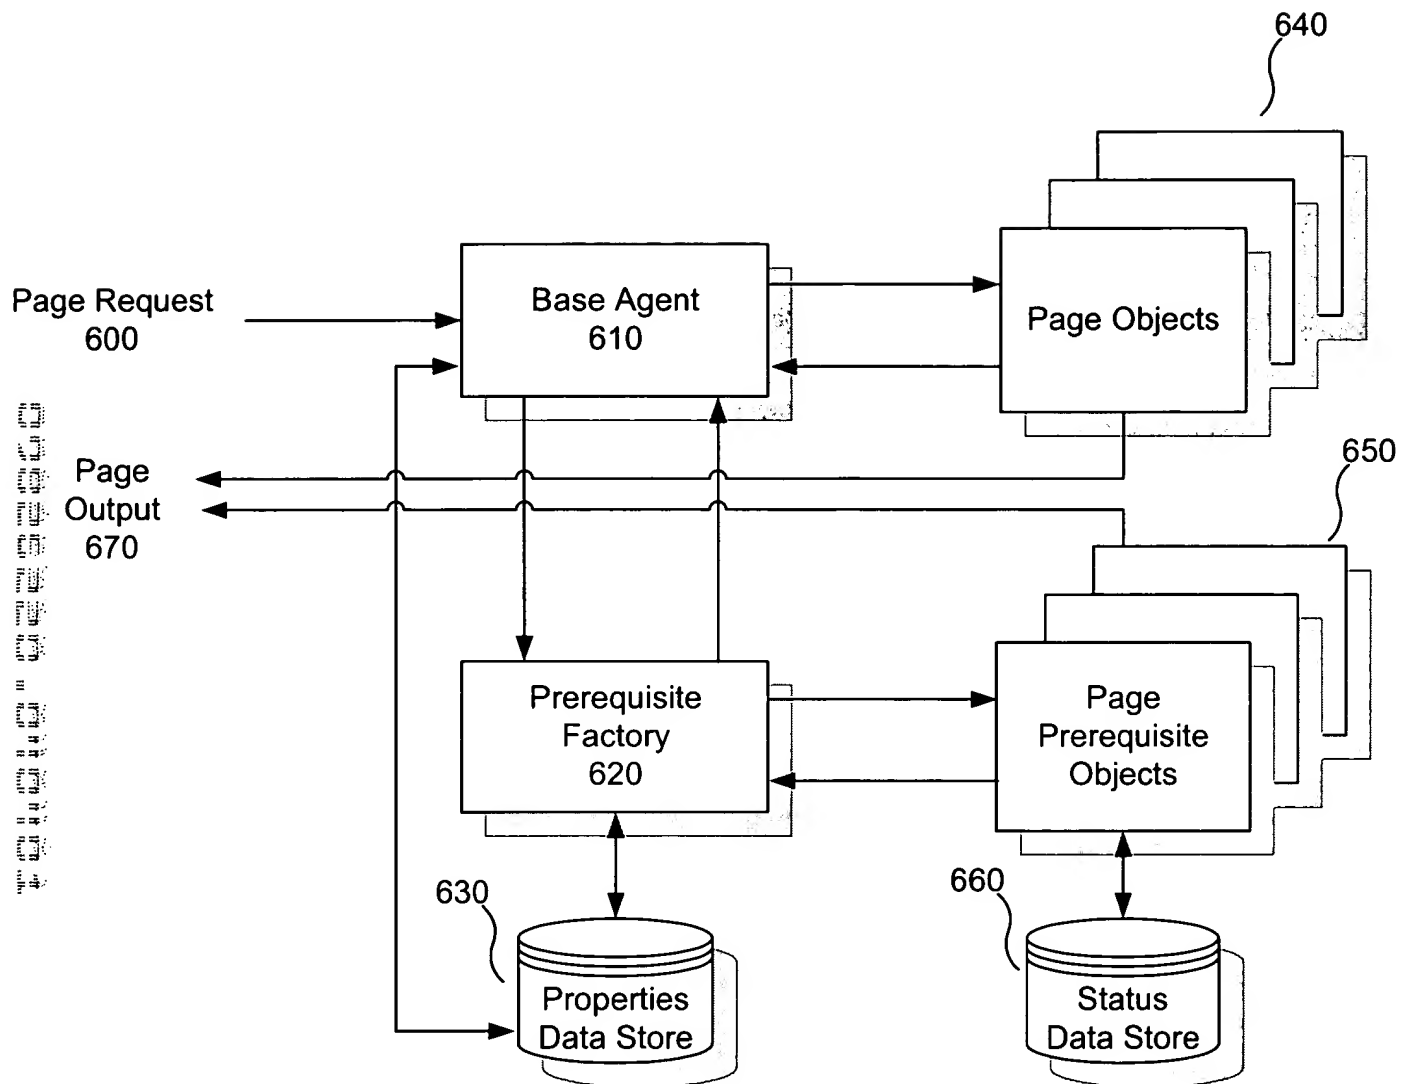 640
Page Request
600
Base Agent
610
Page Objects
Page
Output
670
650
Prerequisite
Factory
620
Page
Prerequisite
Objects
630
660
Properties
Data Store
Status
Data Store